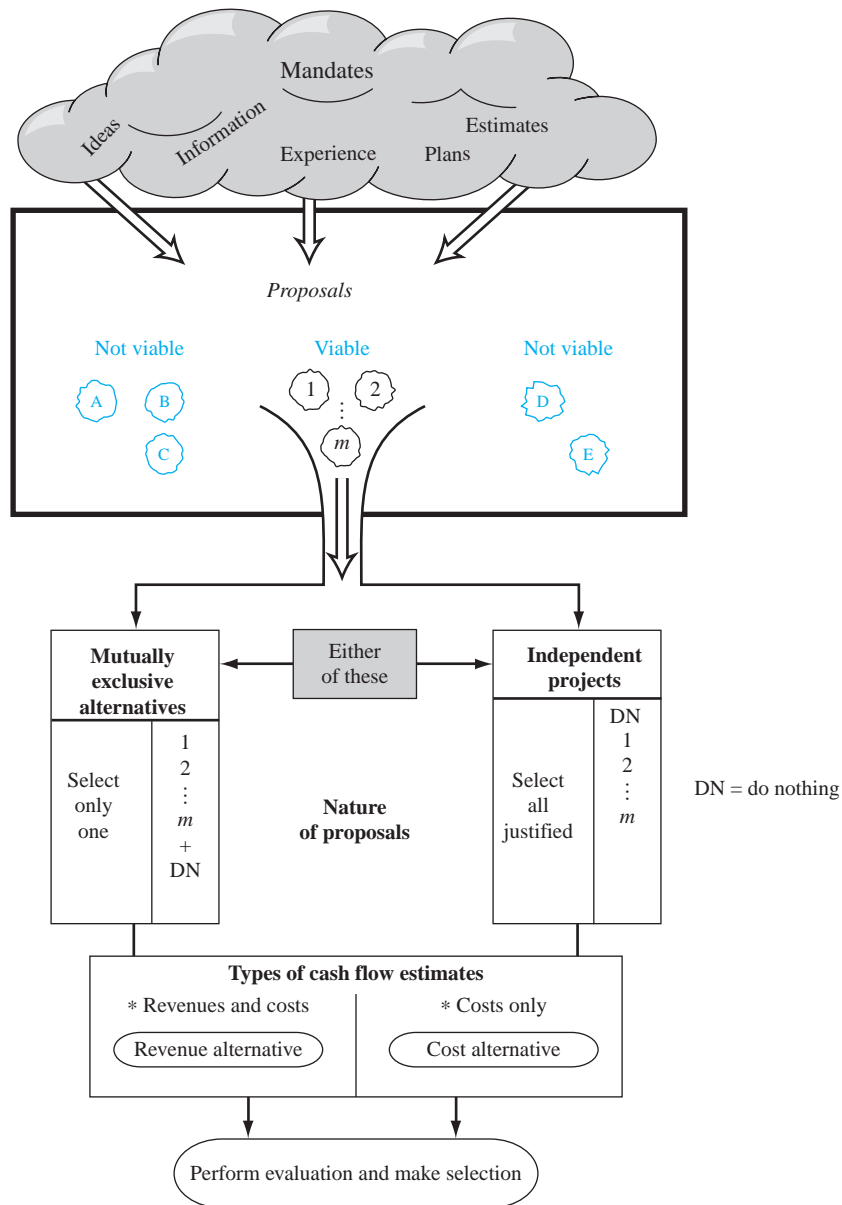 Mandates
Ideas
Information
Estimates
Experience
Plans
Proposals
Not viable
Viable
Not viable
A
B
C
1
2
⋮
m
D
E
Mutually
exclusive
alternatives
Select
only
one
1
2
⋮
m
+
DN
Either
of these
Nature
of proposals
Independent
projects
Select
all
justified
DN
1
2
⋮
m
DN = do nothing
Types of cash flow estimates
* Revenues and costs
Revenue alternative
* Costs only
Cost alternative
Perform evaluation and make selection